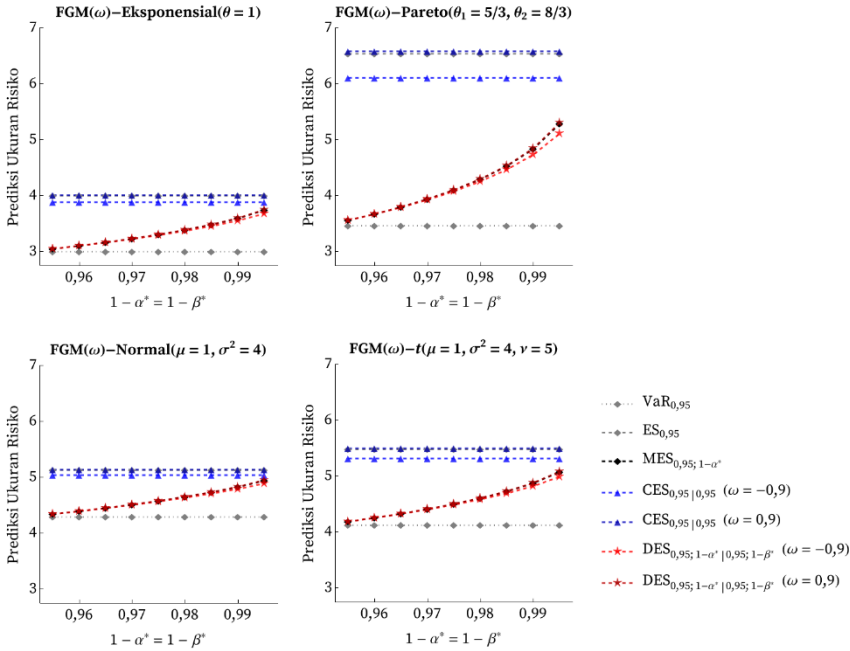 FGM(ω)−Eksponensial(θ = 1)
7
6
5
4
3
Prediksi Ukuran Risiko
0,96 0,97 0,98 0,99
1 − α* = 1 − β*
FGM(ω)−Pareto(θ₁ = 5/3, θ₂ = 8/3)
7
6
5
4
3
Prediksi Ukuran Risiko
0,96 0,97 0,98 0,99
1 − α* = 1 − β*
FGM(ω)−Normal(μ = 1, σ² = 4)
7
6
5
4
3
Prediksi Ukuran Risiko
0,96 0,97 0,98 0,99
1 − α* = 1 − β*
FGM(ω)−t(μ = 1, σ² = 4, ν = 5)
7
6
5
4
3
Prediksi Ukuran Risiko
0,96 0,97 0,98 0,99
1 − α* = 1 − β*
VaR₀,₉₅
ES₀,₉₅
MES₀,₉₅; ₁₋α*
CES₀,₉₅ | ₀,₉₅ (ω = −0,9)
CES₀,₉₅ | ₀,₉₅ (ω = 0,9)
DES₀,₉₅; ₁₋α* | ₀,₉₅; ₁₋β* (ω = −0,9)
DES₀,₉₅; ₁₋α* | ₀,₉₅; ₁₋β* (ω = 0,9)